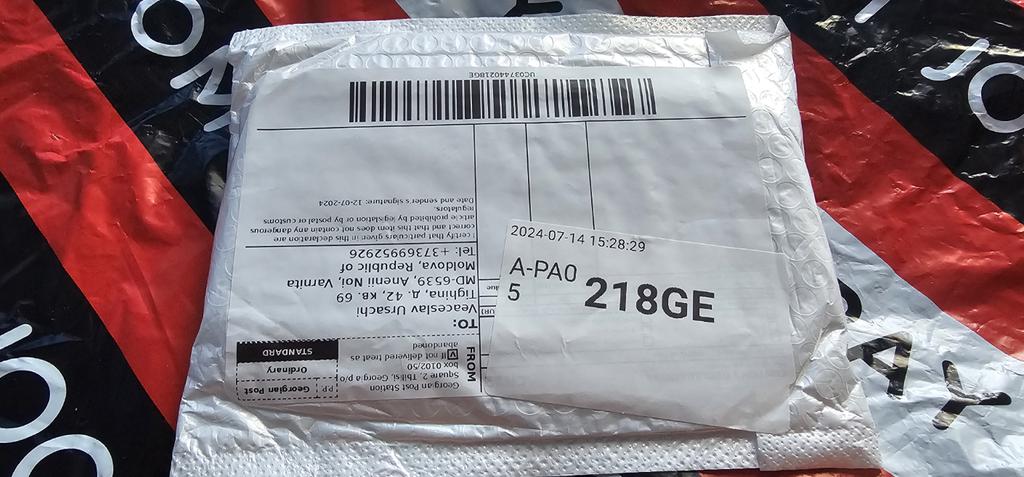 Georgian Post
PP
Ordinary
STANDARD
FROM
Georgian Post Station
Square 2, Tbilisi, Georgia p/o
box 0102/50
If not delivered treat as
abandoned
TO:
Veaceslav Ursachi
Tighina, д. 42, кв. 69
MD-6539, Anenii Noi, Varnita
Moldova, Republic of
Tel: +37369952926
I certify that particulars given in this declaration are
correct and that this item does not contain any dangerous
article prohibited by legislation or by postal or customs
regulators.
Date and sender's signature: 12-07-2024
UC037440218GE
2024-07-14 15:28:29
A-PA0
5
218GE